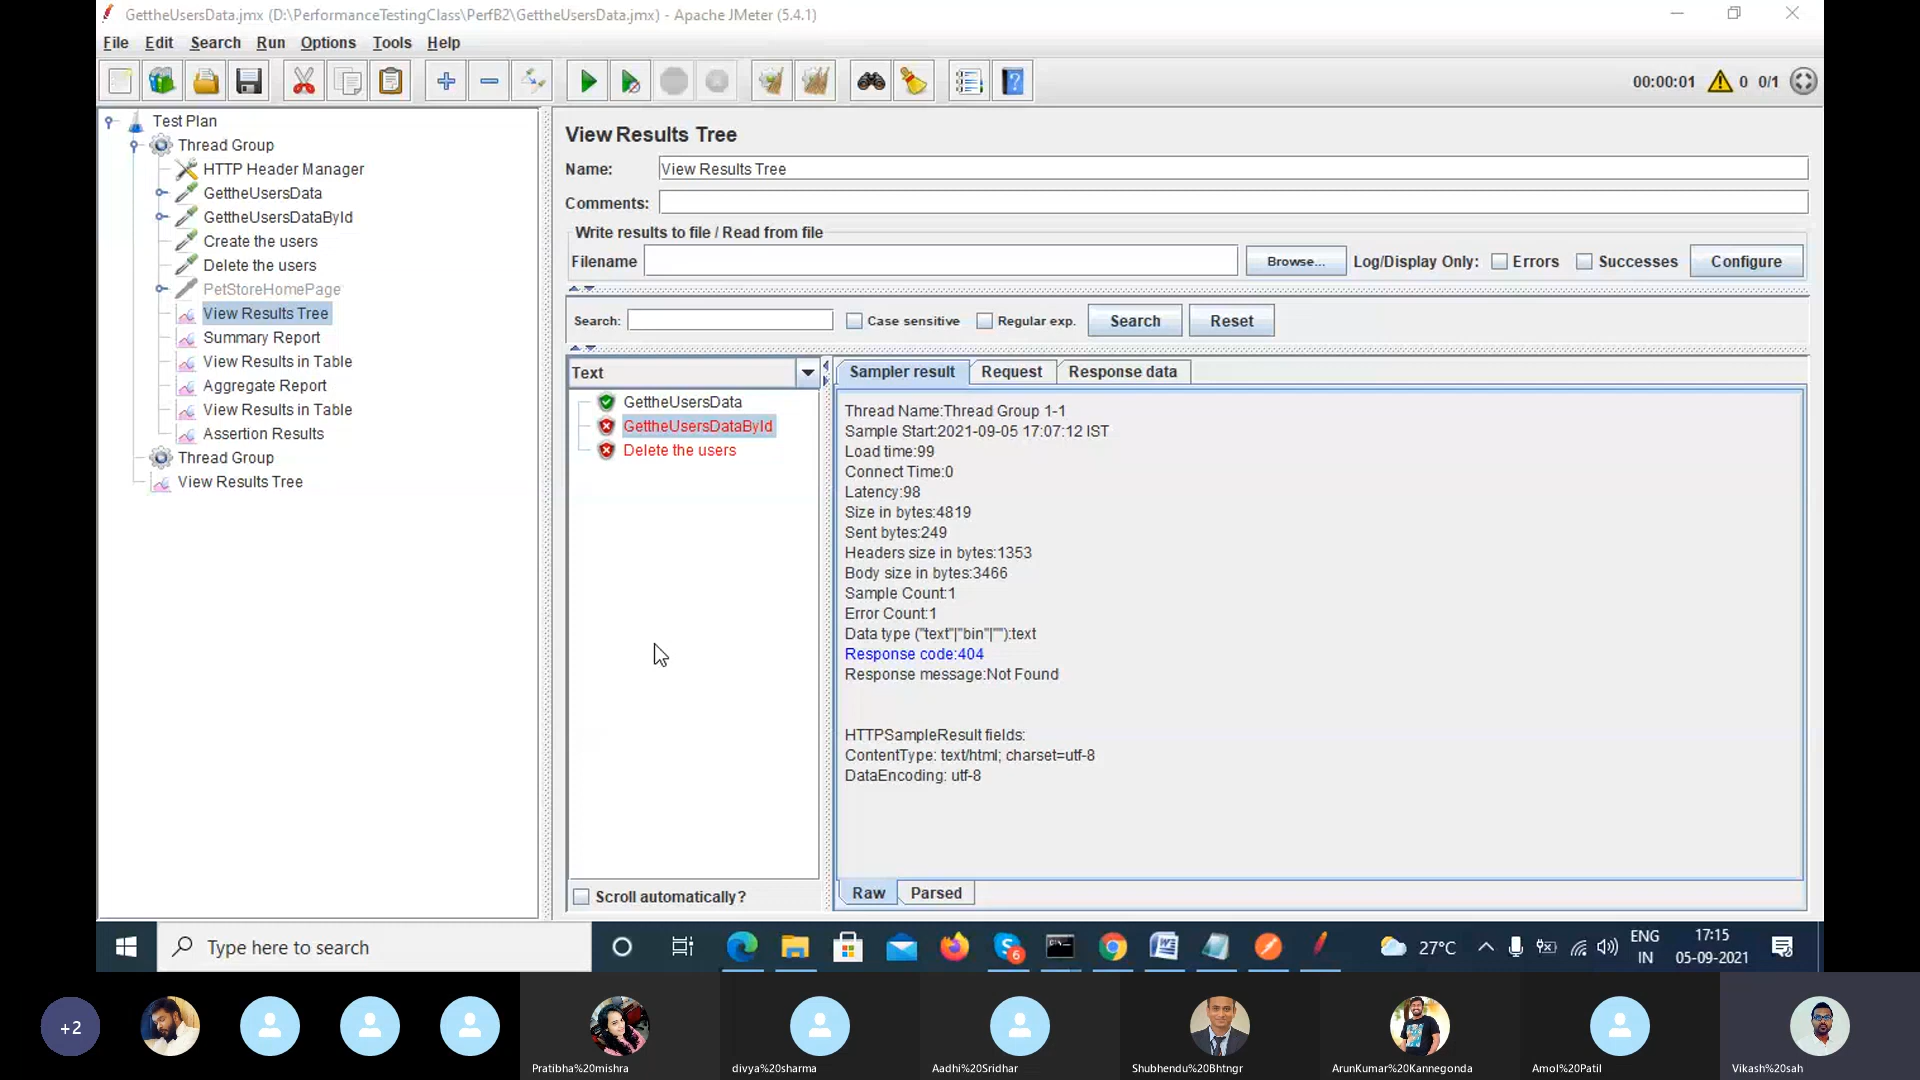 GettheUsersData.jmx (D:\PerformanceTestingClass\PerfB2\GettheUsersData.jmx) - Apache JMeter (5.4.1)
File Edit Search Run Options Tools Help
00:00:01 0 0/1
Test Plan
Thread Group
HTTP Header Manager
GettheUsersData
GettheUsersDataById
Create the users
Delete the users
PetStoreHomePage
View Results Tree
Summary Report
View Results in Table
Aggregate Report
View Results in Table
Assertion Results
Thread Group
View Results Tree
View Results Tree
Name: View Results Tree
Comments:
Write results to file / Read from file
Filename Browse... Log/Display Only: Errors Successes Configure
Search: Case sensitive Regular exp. Search Reset
Text
GettheUsersData
GettheUsersDataById
Delete the users
Scroll automatically?
Sampler result Request Response data
Thread Name:Thread Group 1-1
Sample Start:2021-09-05 17:07:12 IST
Load time:99
Connect Time:0
Latency:98
Size in bytes:4819
Sent bytes:249
Headers size in bytes:1353
Body size in bytes:3466
Sample Count:1
Error Count:1
Data type ("text"|"bin"|""):text
Response code:404
Response message:Not Found
HTTPSampleResult fields:
ContentType: text/html; charset=utf-8
DataEncoding: utf-8
Raw Parsed
Type here to search
6
27°C
ENG
IN
17:15
05-09-2021
+2
Pratibha%20mishra
divya%20sharma
Aadhi%20Sridhar
Shubhendu%20Bhtngr
ArunKumar%20Kannegonda
Amol%20Patil
Vikash%20sah